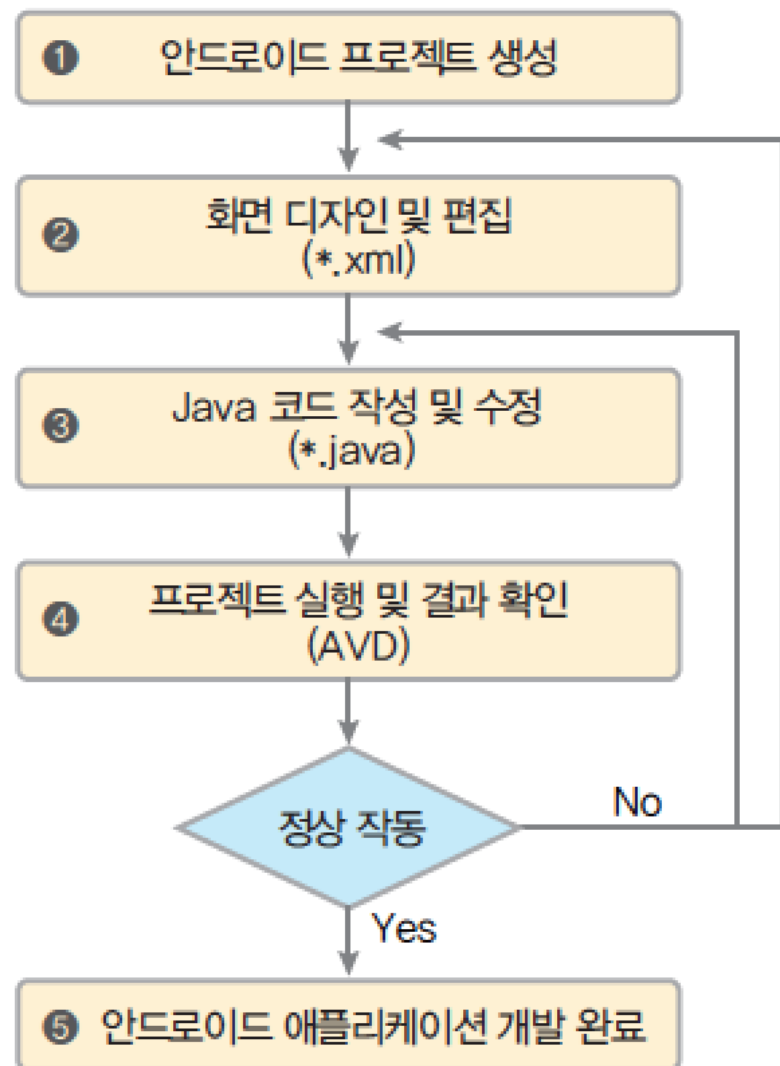 ❶ 안드로이드 프로젝트 생성
❷ 화면 디자인 및 편집
(*.xml)
❸ Java 코드 작성 및 수정
(*.java)
❹ 프로젝트 실행 및 결과 확인
(AVD)
정상 작동
No
Yes
❺ 안드로이드 애플리케이션 개발 완료